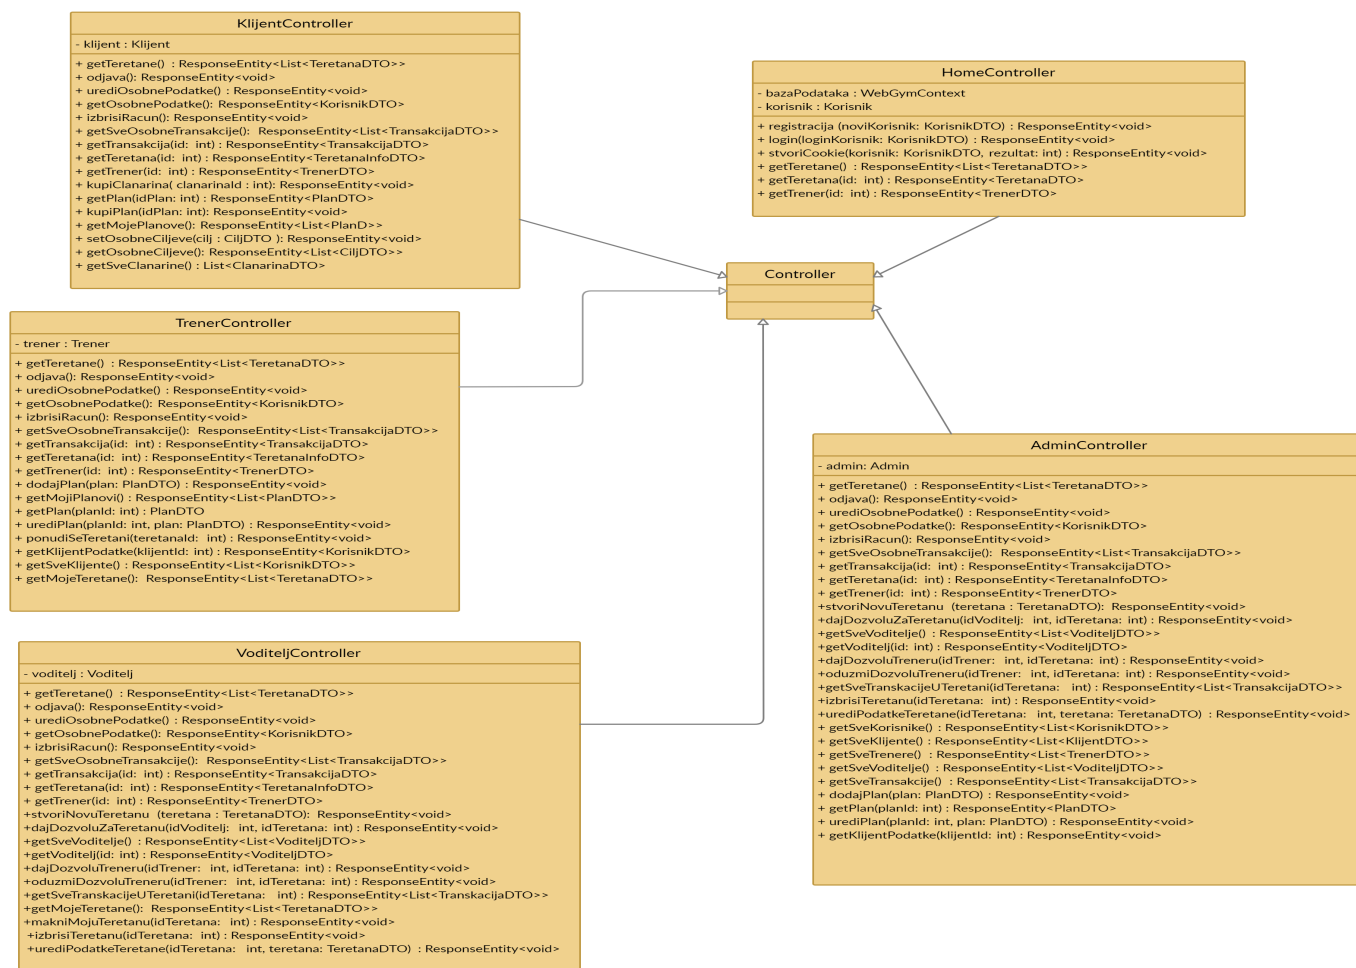 KlijentController
- klijent : Klijent
+ getTeretane() : ResponseEntity<List<TeretanaDTO>>
+ odjava(): ResponseEntity<void>
+ urediOsobnePodatke() : ResponseEntity<void>
+ getOsobnePodatke(): ResponseEntity<KorisnikDTO>
+ izbrisiRacun(): ResponseEntity<void>
+ getSveOsobneTransakcije(): ResponseEntity<List<TransakcijaDTO>>
+ getTransakcija(id: int) : ResponseEntity<TransakcijaDTO>
+ getTeretana(id: int) : ResponseEntity<TeretanaInfoDTO>
+ getTrener(id: int) : ResponseEntity<TrenerDTO>
+ kupiClanarina( clanarinaId : int): ResponseEntity<void>
+ getPlan(idPlan: int) : ResponseEntity<PlanDTO>
+ kupiPlan(idPlan: int): ResponseEntity<void>
+ getMojePlanove(): ResponseEntity<List<PlanD>>
+ setOsobneCiljeve(cilj : CiljDTO ): ResponseEntity<void>
+ getOsobneCiljeve(): ResponseEntity<List<CiljDTO>>
+ getSveClanarine() : List<ClanarinaDTO>
HomeController
- bazaPodataka : WebGymContext
- korisnik : Korisnik
+ registracija (noviKorisnik: KorisnikDTO) : ResponseEntity<void>
+ login(loginKorisnik: KorisnikDTO) : ResponseEntity<void>
+ stvoriCookie(korisnik: KorisnikDTO, rezultat: int) : ResponseEntity<void>
+ getTeretane() : ResponseEntity<List<TeretanaDTO>>
+ getTeretana(id: int) : ResponseEntity<TeretanaDTO>
+ getTrener(id: int) : ResponseEntity<TrenerDTO>
Controller
TrenerController
- trener : Trener
+ getTeretane() : ResponseEntity<List<TeretanaDTO>>
+ odjava(): ResponseEntity<void>
+ urediOsobnePodatke() : ResponseEntity<void>
+ getOsobnePodatke(): ResponseEntity<KorisnikDTO>
+ izbrisiRacun(): ResponseEntity<void>
+ getSveOsobneTransakcije(): ResponseEntity<List<TransakcijaDTO>>
+ getTransakcija(id: int) : ResponseEntity<TransakcijaDTO>
+ getTeretana(id: int) : ResponseEntity<TeretanaInfoDTO>
+ getTrener(id: int) : ResponseEntity<TrenerDTO>
+ dodajPlan(plan: PlanDTO) : ResponseEntity<void>
+ getMojiPlanovi() : ResponseEntity<List<PlanDTO>>
+ getPlan(planId: int) : PlanDTO
+ urediPlan(planId: int, plan: PlanDTO) : ResponseEntity<void>
+ ponudiSeTeretani(teretanaId: int) : ResponseEntity<void>
+ getKlijentPodatke(klijentId: int) : ResponseEntity<KorisnikDTO>
+ getSveKlijente() : ResponseEntity<List<KorisnikDTO>>
+ getMojeTeretane(): ResponseEntity<List<TeretanaDTO>>
AdminController
- admin: Admin
+ getTeretane() : ResponseEntity<List<TeretanaDTO>>
+ odjava(): ResponseEntity<void>
+ urediOsobnePodatke() : ResponseEntity<void>
+ getOsobnePodatke(): ResponseEntity<KorisnikDTO>
+ izbrisiRacun(): ResponseEntity<void>
+ getSveOsobneTransakcije(): ResponseEntity<List<TransakcijaDTO>>
+ getTransakcija(id: int) : ResponseEntity<TransakcijaDTO>
+ getTeretana(id: int) : ResponseEntity<TeretanaInfoDTO>
+ getTrener(id: int) : ResponseEntity<TrenerDTO>
+stvoriNovuTeretanu (teretana : TeretanaDTO): ResponseEntity<void>
+dajDozvoluZaTeretanu(idVoditelj: int, idTeretana: int) : ResponseEntity<void>
+getSveVoditelje() : ResponseEntity<List<VoditeljDTO>>
+getVoditelj(id: int) : ResponseEntity<VoditeljDTO>
+dajDozvoluTreneru(idTrener: int, idTeretana: int) : ResponseEntity<void>
+oduzmiDozvoluTreneru(idTrener: int, idTeretana: int) : ResponseEntity<void>
+getSveTranskacijeUTeretani(idTeretana: int) : ResponseEntity<List<TransakcijaDTO>>
+izbrisiTeretanu(idTeretana: int) : ResponseEntity<void>
+urediPodatkeTeretane(idTeretana: int, teretana: TeretanaDTO) : ResponseEntity<void>
+ getSveKorisnike() : ResponseEntity<List<KorisnikDTO>>
+ getSveKlijente() : ResponseEntity<List<KlijentDTO>>
+ getSveTrenere() : ResponseEntity<List<TrenerDTO>>
+ getSveVoditelje() : ResponseEntity<List<VoditeljDTO>>
+ getSveTransakcije() : ResponseEntity<List<TransakcijaDTO>>
+ dodajPlan(plan: PlanDTO) : ResponseEntity<void>
+ getPlan(planId: int) : ResponseEntity<PlanDTO>
+ urediPlan(planId: int, plan: PlanDTO) : ResponseEntity<void>
+ getKlijentPodatke(klijentId: int) : ResponseEntity<void>
VoditeljController
- voditelj : Voditelj
+ getTeretane() : ResponseEntity<List<TeretanaDTO>>
+ odjava(): ResponseEntity<void>
+ urediOsobnePodatke() : ResponseEntity<void>
+ getOsobnePodatke(): ResponseEntity<KorisnikDTO>
+ izbrisiRacun(): ResponseEntity<void>
+ getSveOsobneTransakcije(): ResponseEntity<List<TransakcijaDTO>>
+ getTransakcija(id: int) : ResponseEntity<TransakcijaDTO>
+ getTeretana(id: int) : ResponseEntity<TeretanaInfoDTO>
+ getTrener(id: int) : ResponseEntity<TrenerDTO>
+stvoriNovuTeretanu (teretana : TeretanaDTO): ResponseEntity<void>
+dajDozvoluZaTeretanu(idVoditelj: int, idTeretana: int) : ResponseEntity<void>
+getSveVoditelje() : ResponseEntity<List<VoditeljDTO>>
+getVoditelj(id: int) : ResponseEntity<VoditeljDTO>
+dajDozvoluTreneru(idTrener: int, idTeretana: int) : ResponseEntity<void>
+oduzmiDozvoluTreneru(idTrener: int, idTeretana: int) : ResponseEntity<void>
+getSveTranskacijeUTeretani(idTeretana: int) : ResponseEntity<List<TranskacijaDTO>>
+getMojeTeretane(): ResponseEntity<List<TeretanaDTO>>
+makniMojuTeretanu(idTeretana: int) : ResponseEntity<void>
+izbrisiTeretanu(idTeretana: int) : ResponseEntity<void>
+urediPodatkeTeretane(idTeretana: int, teretana: TeretanaDTO) : ResponseEntity<void>